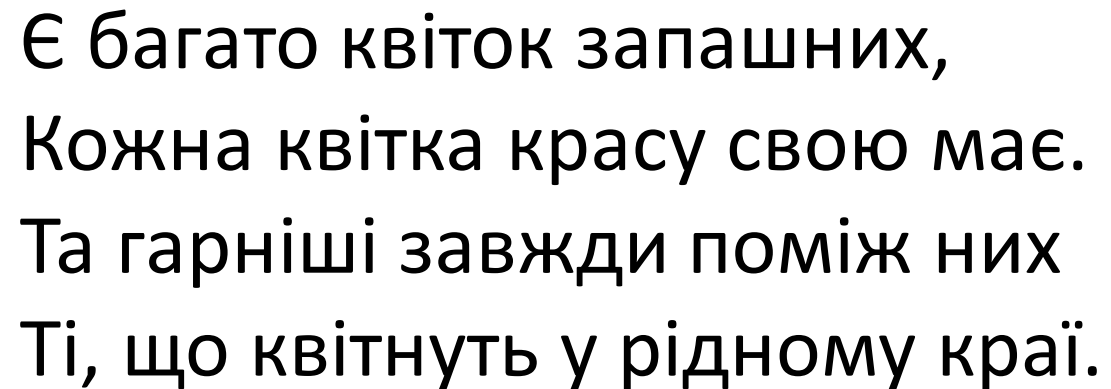 Є багато квіток запашних,
Кожна квітка красу свою має.
Та гарніші завжди поміж них
Ті, що квітнуть у рідному краї.